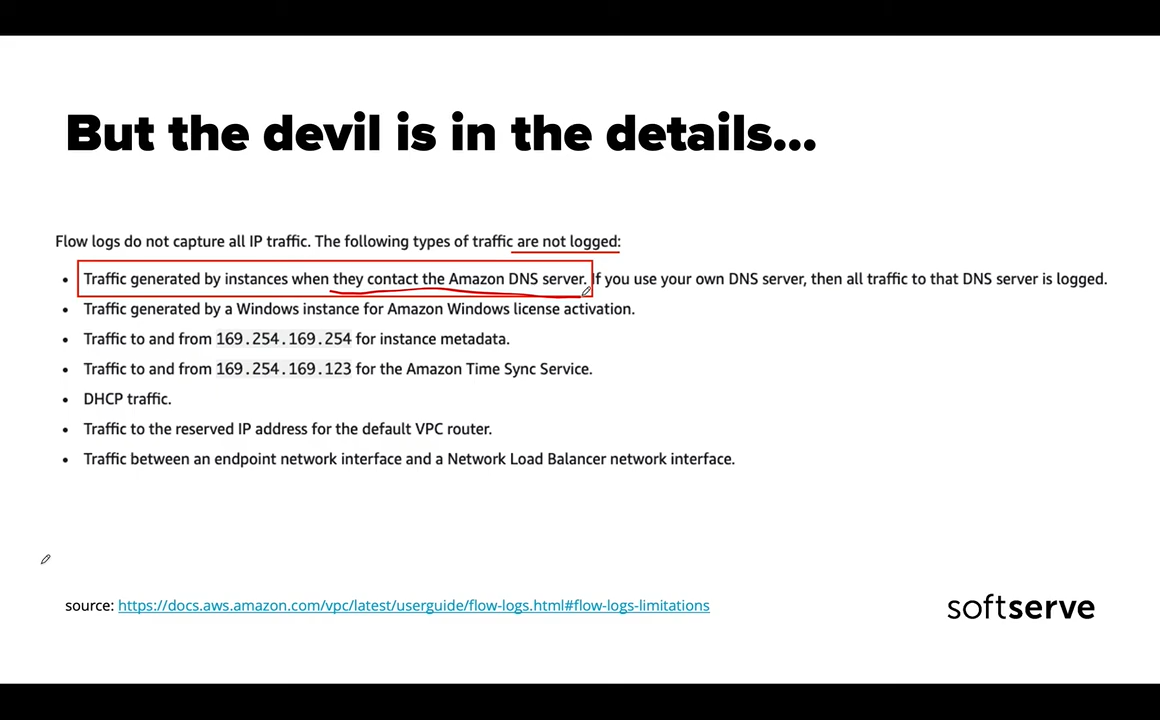 But the devil is in the details...
Flow logs do not capture all IP traffic. The following types of traffic are not logged:
• Traffic generated by instances when they contact the Amazon DNS server. If you use your own DNS server, then all traffic to that DNS server is logged.
• Traffic generated by a Windows instance for Amazon Windows license activation.
• Traffic to and from 169.254.169.254 for instance metadata.
• Traffic to and from 169.254.169.123 for the Amazon Time Sync Service.
• DHCP traffic.
• Traffic to the reserved IP address for the default VPC router.
• Traffic between an endpoint network interface and a Network Load Balancer network interface.
source: https://docs.aws.amazon.com/vpc/latest/userguide/flow-logs.html#flow-logs-limitations
softserve